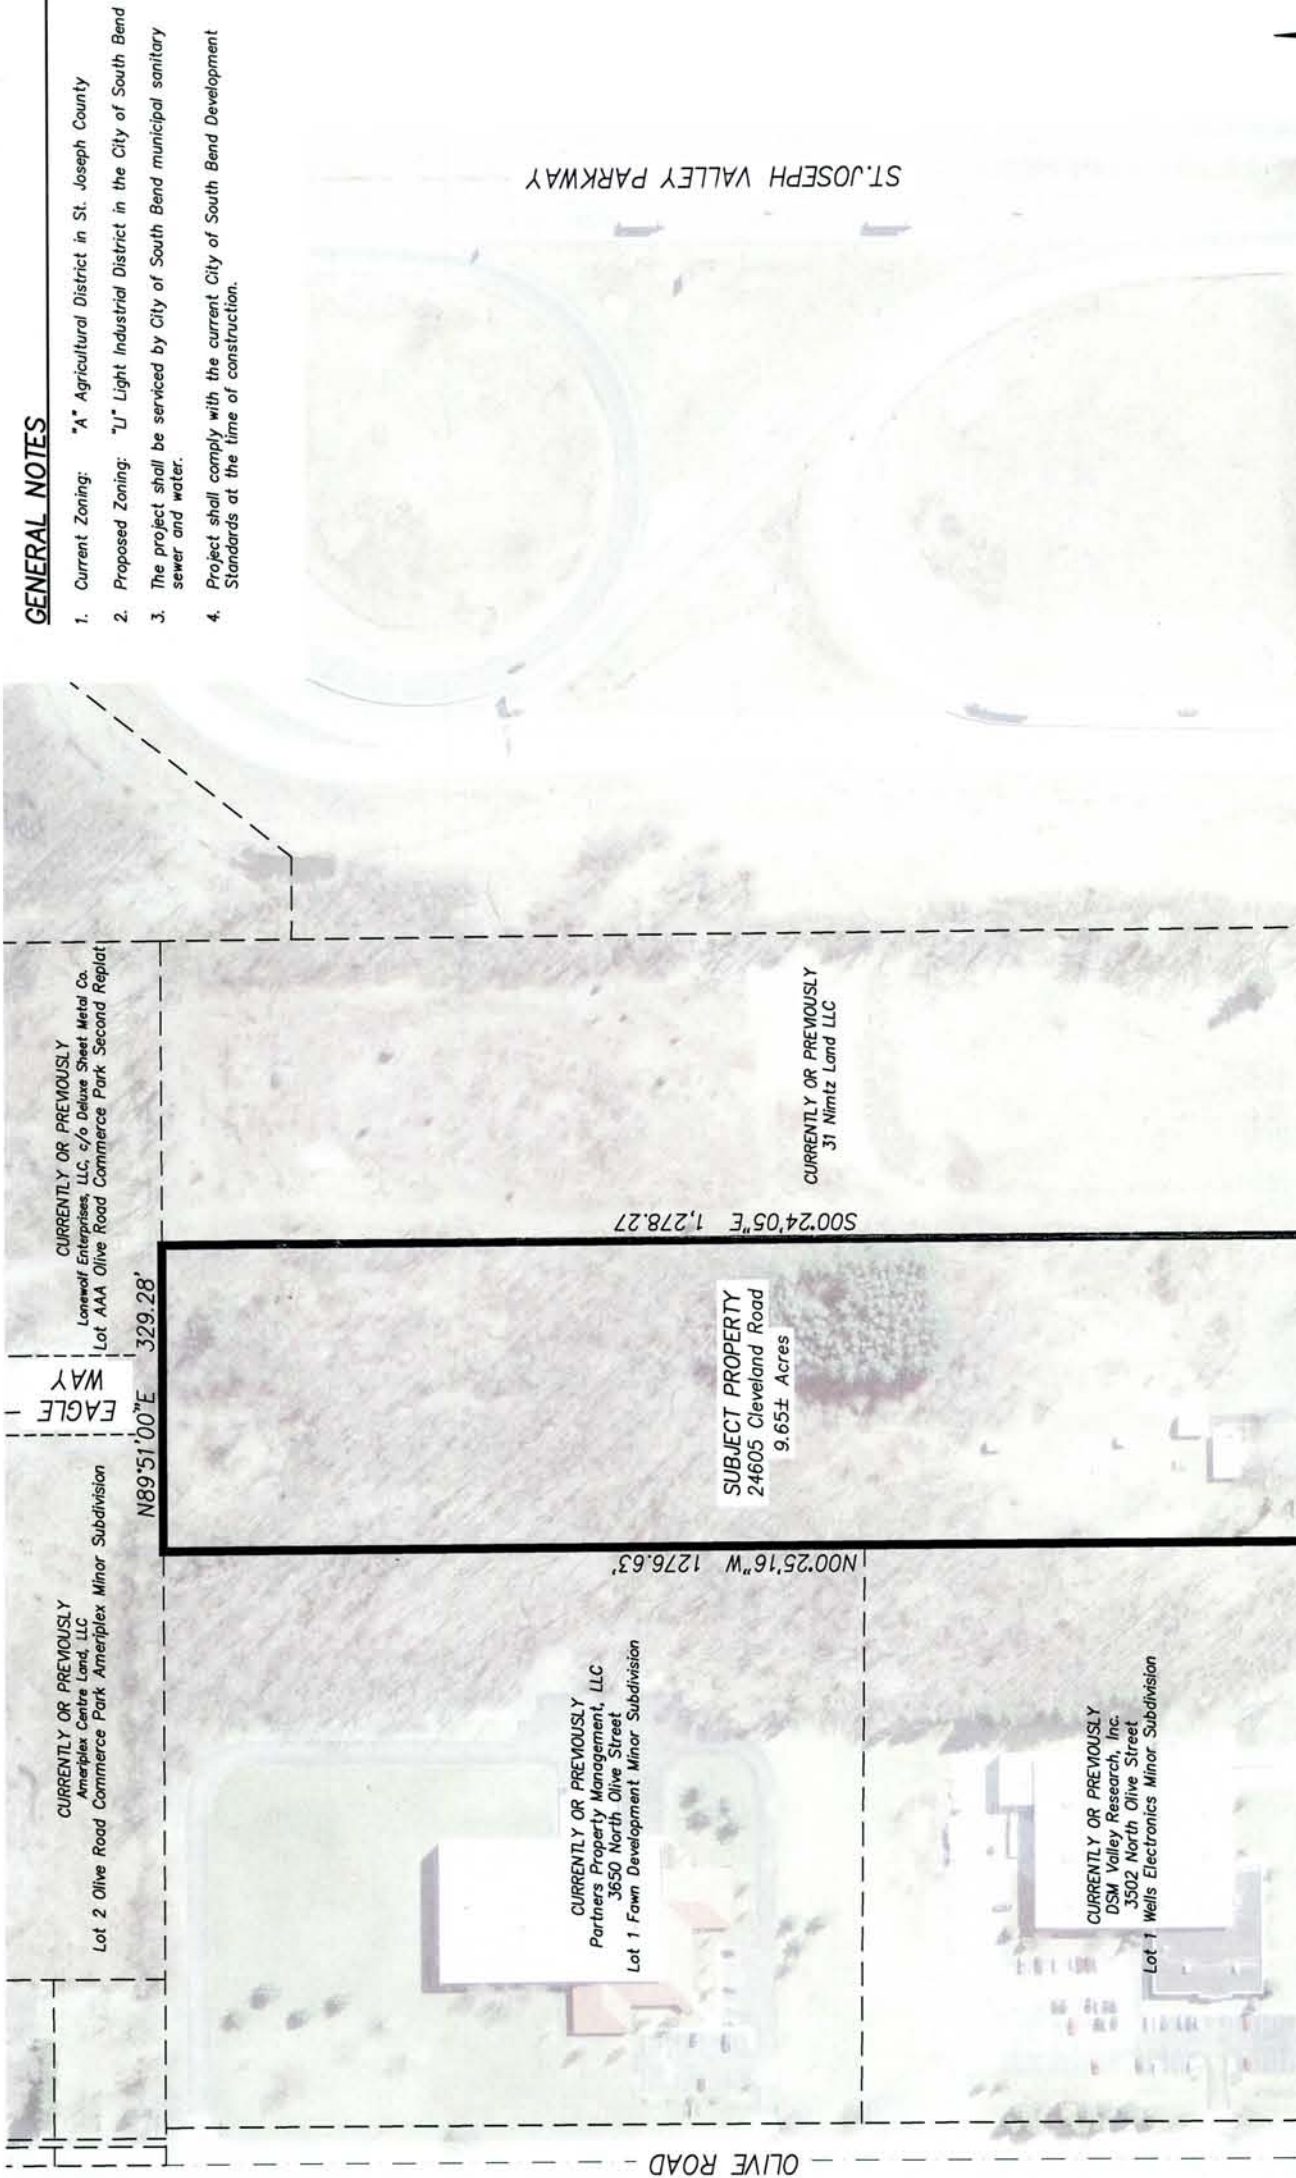 GENERAL NOTES
1. Current Zoning: "A" Agricultural District in St. Joseph County
2. Proposed Zoning: "LI" Light Industrial District in the City of South Bend
3. The project shall be serviced by City of South Bend municipal sanitary
sewer and water.
4. Project shall comply with the current City of South Bend Development
Standards at the time of construction.
CURRENTLY OR PREVIOUSLY
Ameriplex Centre Land, LLC
Lot 2 Olive Road Commerce Park Ameriplex Minor Subdivision
EAGLE
WAY
CURRENTLY OR PREVIOUSLY
Lonewolf Enterprises, LLC, c/o Deluxe Sheet Metal Co.
Lot AAA Olive Road Commerce Park Second Replat
N89°51'00"E 329.28'
N00°25'16"W 1276.63'
S00°24'05"E 1,278.27
SUBJECT PROPERTY
24605 Cleveland Road
9.65± Acres
CURRENTLY OR PREVIOUSLY
31 Nimtz Land LLC
CURRENTLY OR PREVIOUSLY
Partners Property Management, LLC
3650 North Olive Street
Lot 1 Fawn Development Minor Subdivision
CURRENTLY OR PREVIOUSLY
DSM Valley Research, Inc.
3502 North Olive Street
Lot 1 Wells Electronics Minor Subdivision
OLIVE ROAD
ST.JOSEPH VALLEY PARKWAY